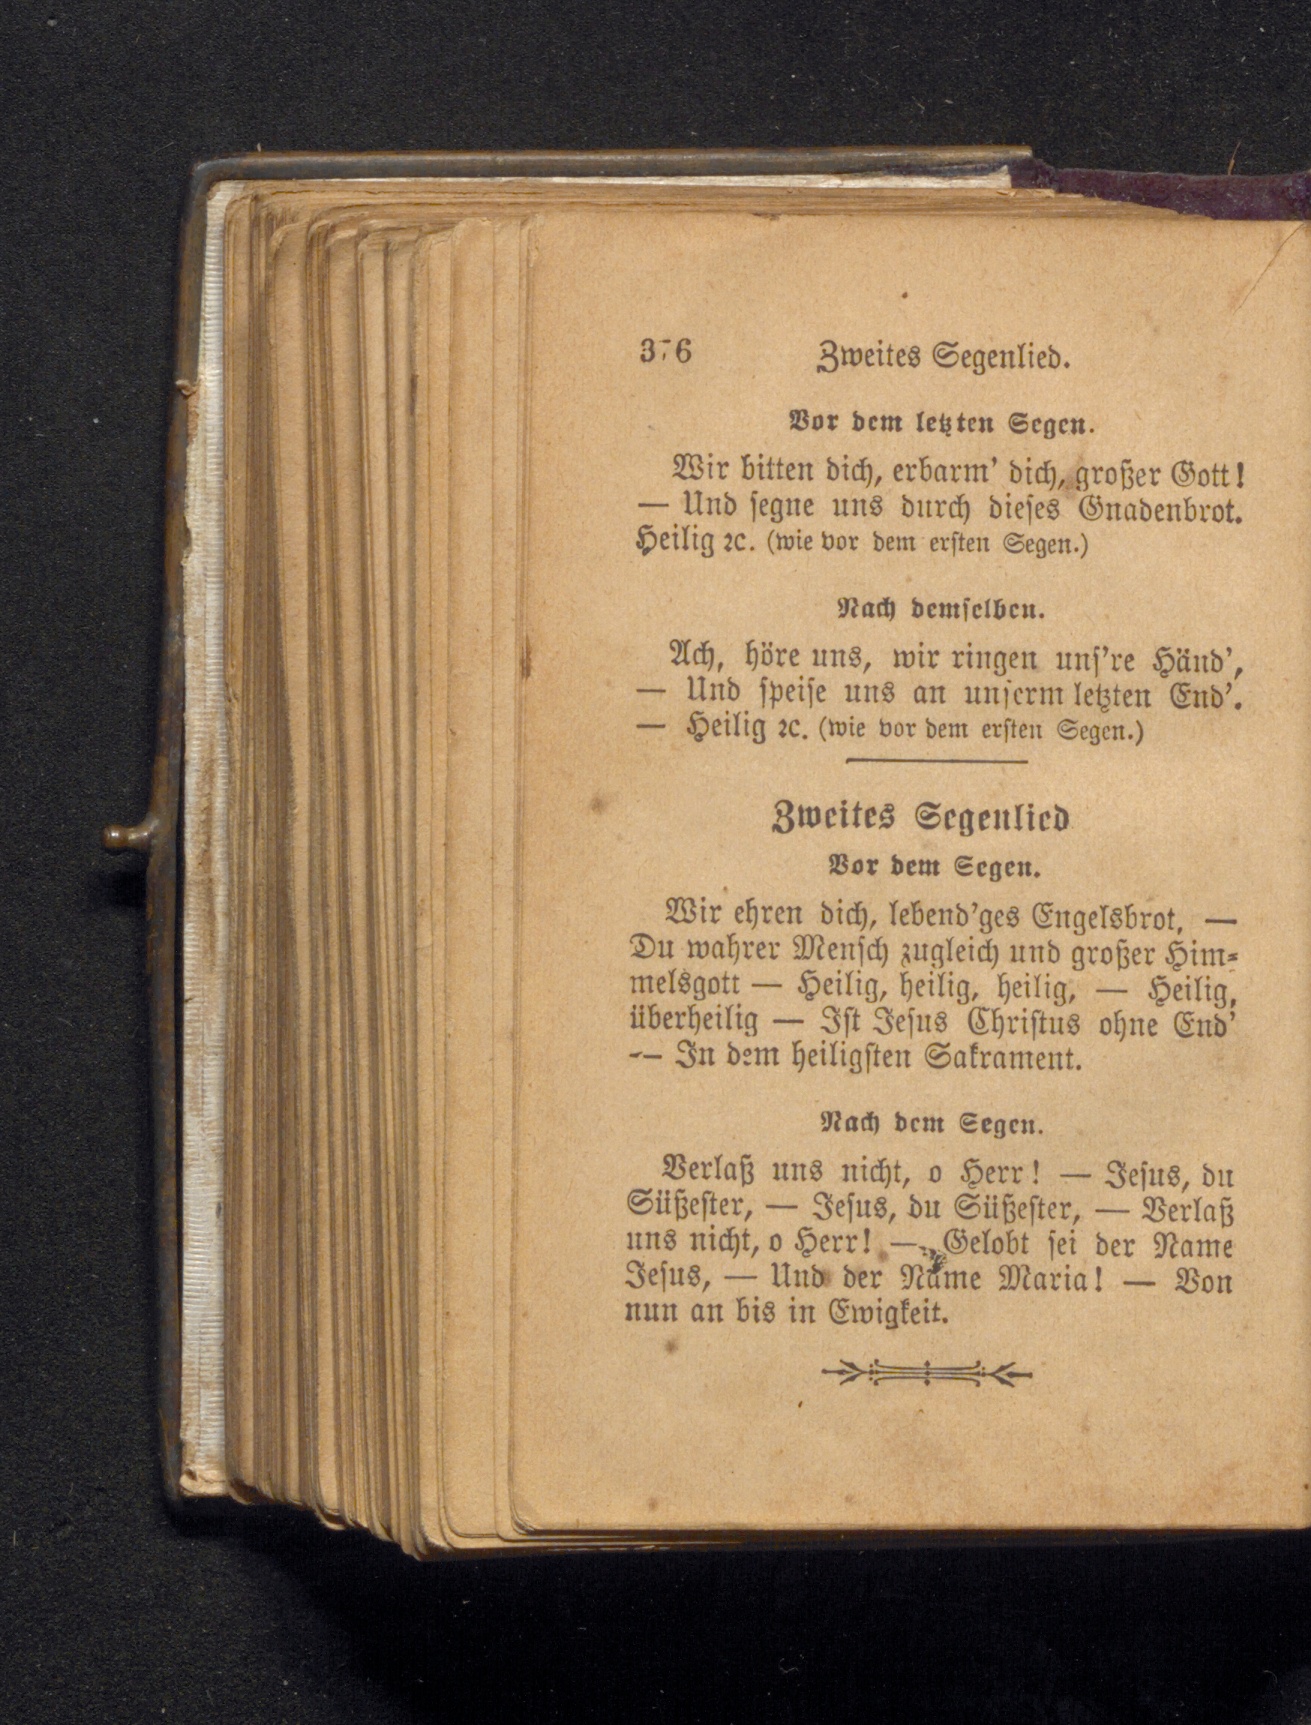 376 Zweites Segenlied.
Vor dem letzten Segen.
Wir bitten dich, erbarm' dich, großer Gott!
— Und segne uns durch dieses Gnadenbrot.
Heilig ꝛc. (wie vor dem ersten Segen.)
Nach demselben.
Ach, höre uns, wir ringen uns're Händ',
— Und speise uns an unserm letzten End'.
— Heilig ꝛc. (wie vor dem ersten Segen.)
Zweites Segenlied
Vor dem Segen.
Wir ehren dich, lebend'ges Engelsbrot, —
Du wahrer Mensch zugleich und großer Him-
melsgott — Heilig, heilig, heilig, — Heilig,
überheilig — Ist Jesus Christus ohne End'
— In dem heiligsten Sakrament.
Nach dem Segen.
Verlaß uns nicht, o Herr! — Jesus, du
Süßester, — Jesus, du Süßester, — Verlaß
uns nicht, o Herr! — Gelobt sei der Name
Jesus, — Und der Name Maria! — Von
nun an bis in Ewigkeit.